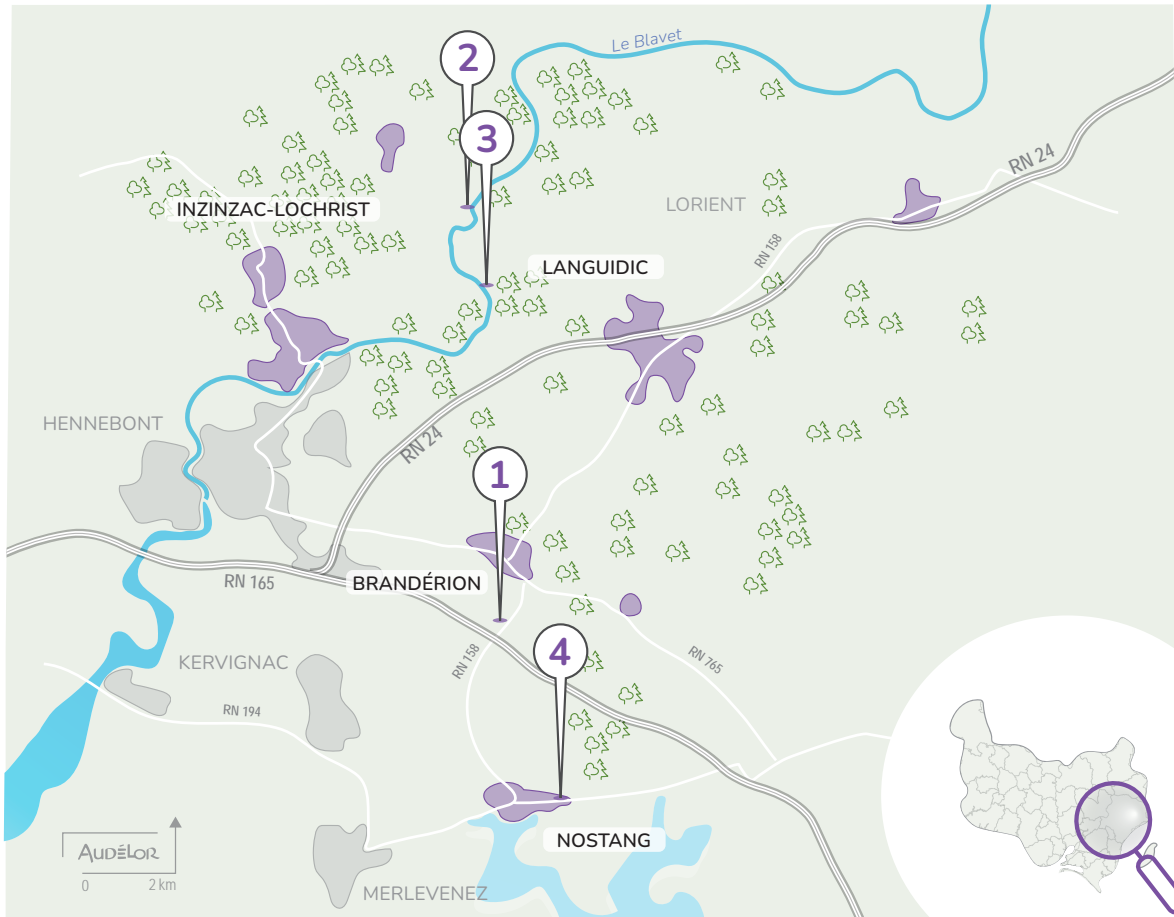 Le Blavet
2
3
RN 24
INZINZAC-LOCHRIST
LORIENT
RN 158
LANGUIDIC
HENNEBONT
RN 24
1
RN 165
BRANDÉRION
4
KERVIGNAC
RN 158
RN 765
RN 194
NOSTANG
AUDÉLOR
0 2 km
MERLEVENEZ